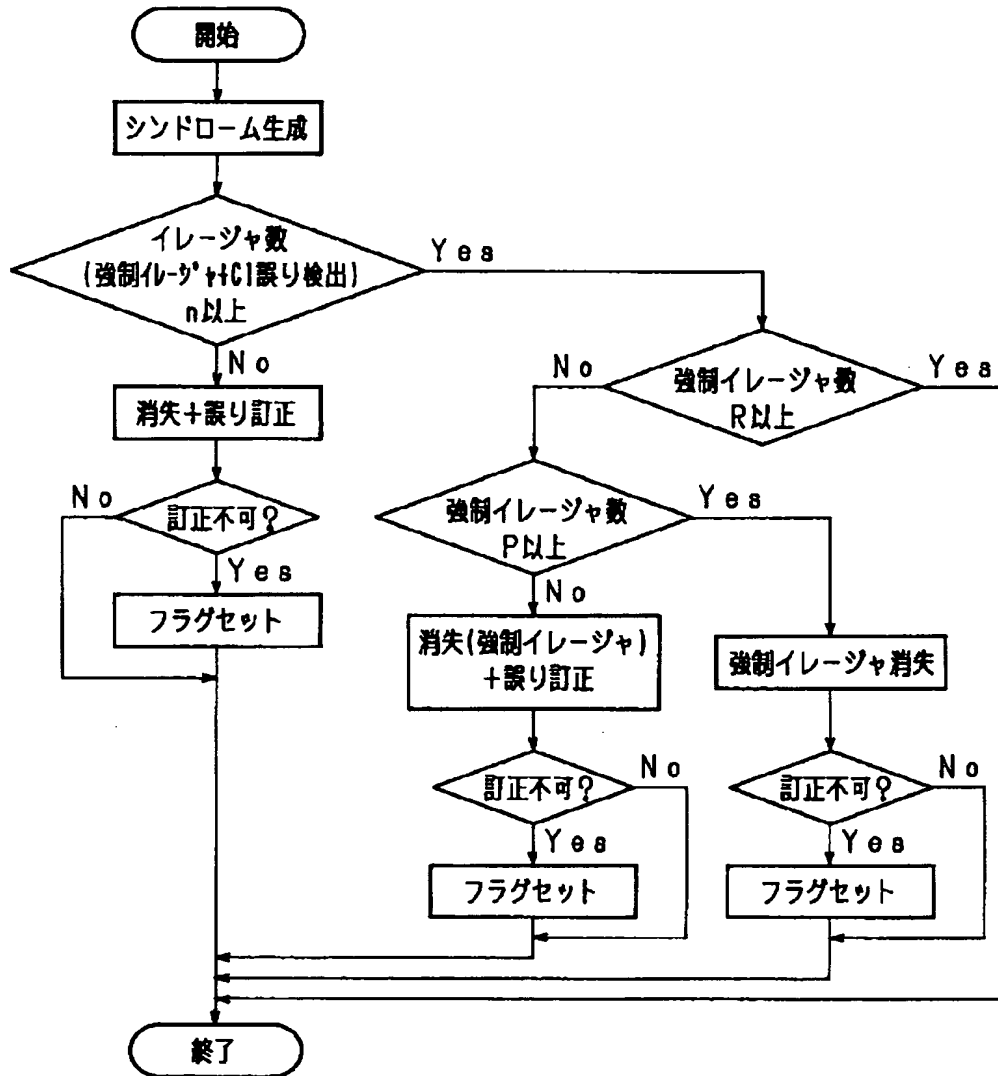 開始
シンドローム生成
イレージャ数
(強制イレージャ+C1誤り検出)
n以上
Yes
No
強制イレージャ数
R以上
No
Yes
消失+誤り訂正
訂正不可?
No
Yes
フラグセット
強制イレージャ数
P以上
Yes
No
消失(強制イレージャ)
+誤り訂正
強制イレージャ消失
訂正不可?
No
Yes
フラグセット
訂正不可?
No
Yes
フラグセット
終了